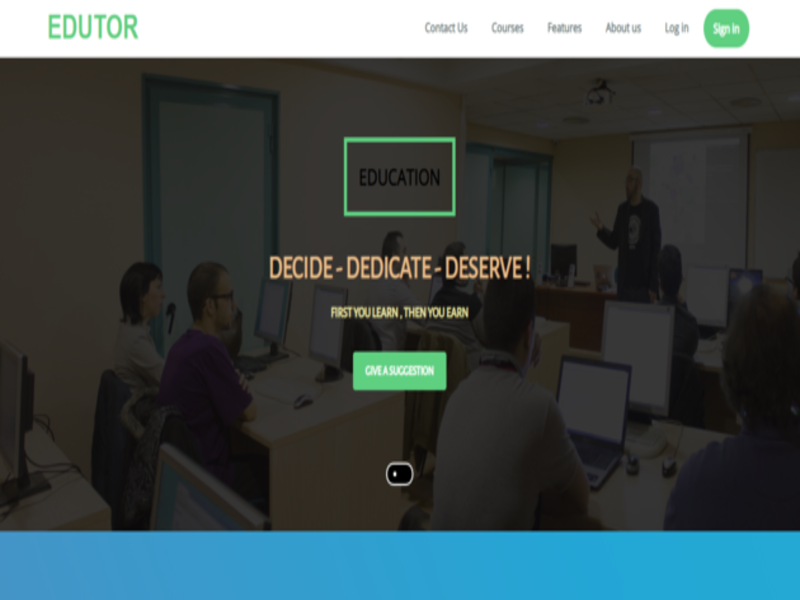 EDUTOR
Contact Us Courses Features About us Log in Sign In
EDUCATION
DECIDE - DEDICATE - DESERVE !
FIRST YOU LEARN , THEN YOU EARN
GIVE A SUGGESTION